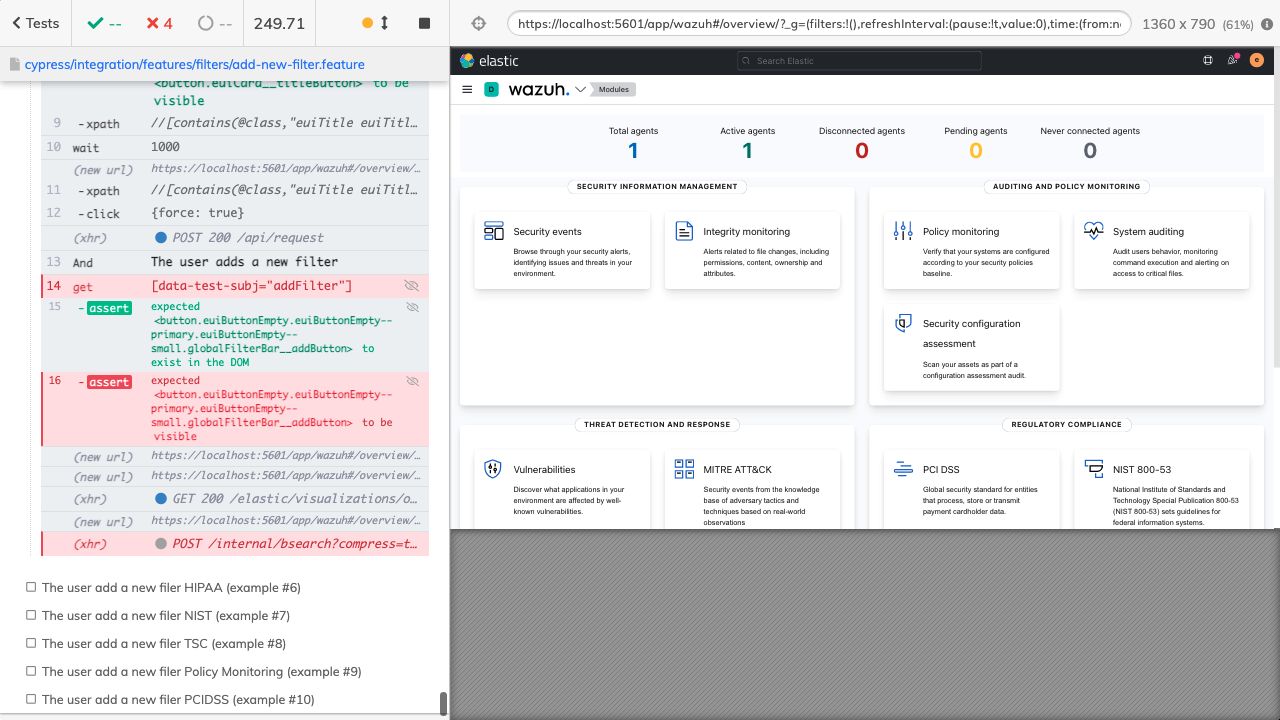 Tests
--
4
--
249.71
https://localhost:5601/app/wazuh#/overview/?_g=(filters:!(),refreshInterval:(pause:!t,value:0),time:(from:n
1360 x 790 (61%)
cypress/integration/features/filters/add-new-filter.feature
<button.euiCard__titleButton> to be
visible
9 -xpath //[contains(@class,"euiTitle euiTitl…
10 wait 1000
(new url) https://localhost:5601/app/wazuh#/overview/…
11 -xpath //[contains(@class,"euiTitle euiTitl…
12 -click {force: true}
(xhr) POST 200 /api/request
13 And The user adds a new filter
14 get [data-test-subj="addFilter"]
15 -assert expected
<button.euiButtonEmpty.euiButtonEmpty--
primary.euiButtonEmpty--
small.globalFilterBar__addButton> to
exist in the DOM
16 -assert expected
<button.euiButtonEmpty.euiButtonEmpty--
primary.euiButtonEmpty--
small.globalFilterBar__addButton> to be
visible
(new url) https://localhost:5601/app/wazuh#/overview/…
(new url) https://localhost:5601/app/wazuh#/overview/…
(xhr) GET 200 /elastic/visualizations/o…
(new url) https://localhost:5601/app/wazuh#/overview/…
(xhr) POST /internal/bsearch?compress=t…
The user add a new filer HIPAA (example #6)
The user add a new filer NIST (example #7)
The user add a new filer TSC (example #8)
The user add a new filer Policy Monitoring (example #9)
The user add a new filer PCIDSS (example #10)
elastic
Search Elastic
e
D
wazuh.
Modules
Total agents
1
Active agents
1
Disconnected agents
0
Pending agents
0
Never connected agents
0
SECURITY INFORMATION MANAGEMENT
Security events
Browse through your security alerts,
identifying issues and threats in your
environment.
Integrity monitoring
Alerts related to file changes, including
permissions, content, ownership and
attributes.
AUDITING AND POLICY MONITORING
Policy monitoring
Verify that your systems are configured
according to your security policies
baseline.
System auditing
Audit users behavior, monitoring
command execution and alerting on
access to critical files.
Security configuration
assessment
Scan your assets as part of a
configuration assessment audit.
THREAT DETECTION AND RESPONSE
Vulnerabilities
Discover what applications in your
environment are affected by well-
known vulnerabilities.
MITRE ATT&CK
Security events from the knowledge
base of adversary tactics and
techniques based on real-world
observations
REGULATORY COMPLIANCE
PCI DSS
Global security standard for entities
that process, store or transmit
payment cardholder data.
NIST 800-53
National Institute of Standards and
Technology Special Publication 800-53
(NIST 800-53) sets guidelines for
federal information systems.